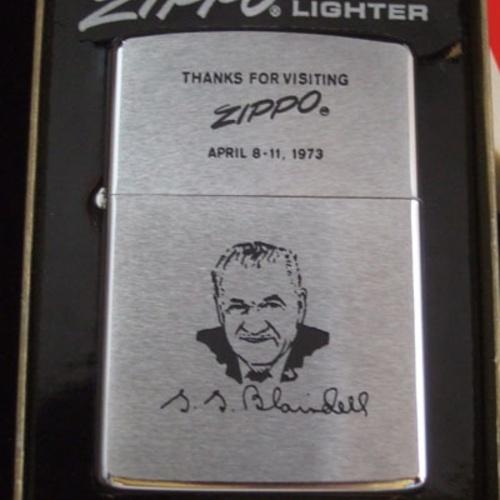 ZIPPO® LIGHTER
THANKS FOR VISITING
ZIPPO®
APRIL 8-11, 1973
G. G. Blaisdell